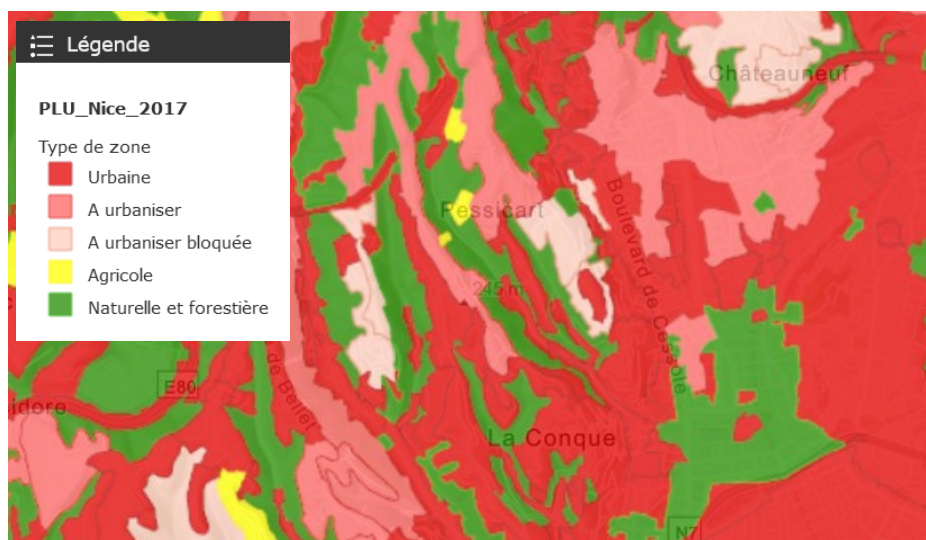 Légende
PLU_Nice_2017
Type de zone
Urbaine
A urbaniser
A urbaniser bloquée
Agricole
Naturelle et forestière
Châteauneuf
Pessicart
Boulevard de Cessole
245 m
de Bellet
E80
idore
La Conque
N7